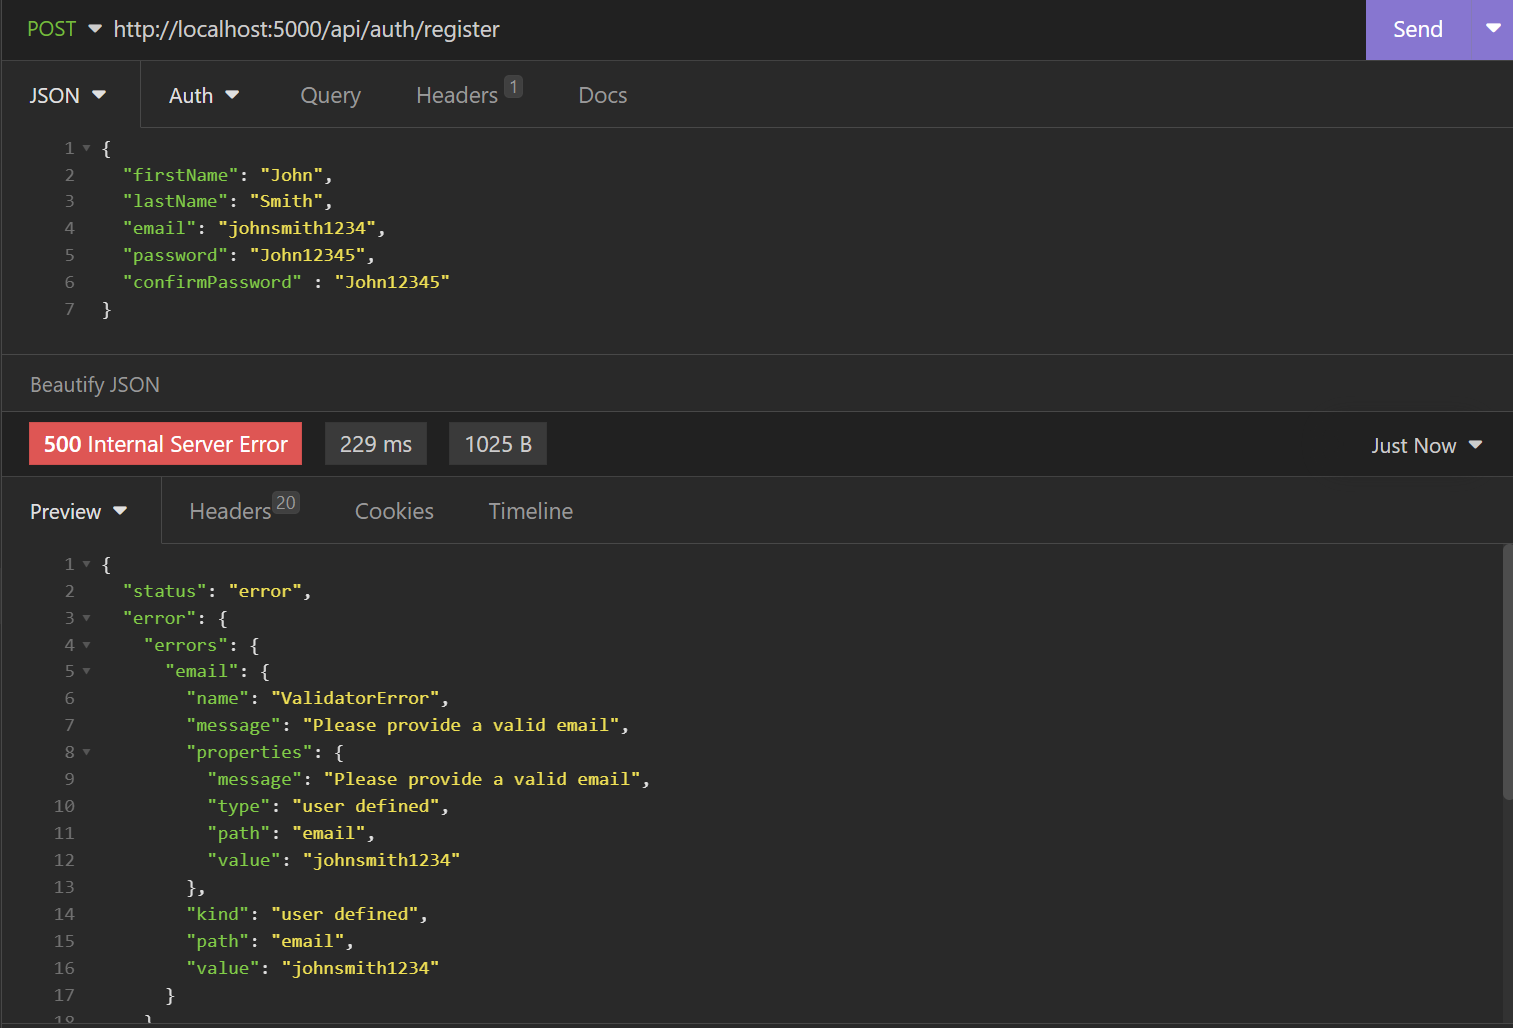 POST http://localhost:5000/api/auth/register Send
JSON Auth Query Headers 1 Docs
1 {
2 "firstName": "John",
3 "lastName": "Smith",
4 "email": "johnsmith1234",
5 "password": "John12345",
6 "confirmPassword" : "John12345"
7 }
Beautify JSON
500 Internal Server Error 229 ms 1025 B Just Now
Preview Headers 20 Cookies Timeline
1 {
2 "status": "error",
3 "error": {
4 "errors": {
5 "email": {
6 "name": "ValidatorError",
7 "message": "Please provide a valid email",
8 "properties": {
9 "message": "Please provide a valid email",
10 "type": "user defined",
11 "path": "email",
12 "value": "johnsmith1234"
13 },
14 "kind": "user defined",
15 "path": "email",
16 "value": "johnsmith1234"
17 }
18 }